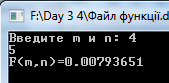 F:\Day 3 4\Файл функції.d
Введите m и n: 4
5
F(m,n)=0.00793651